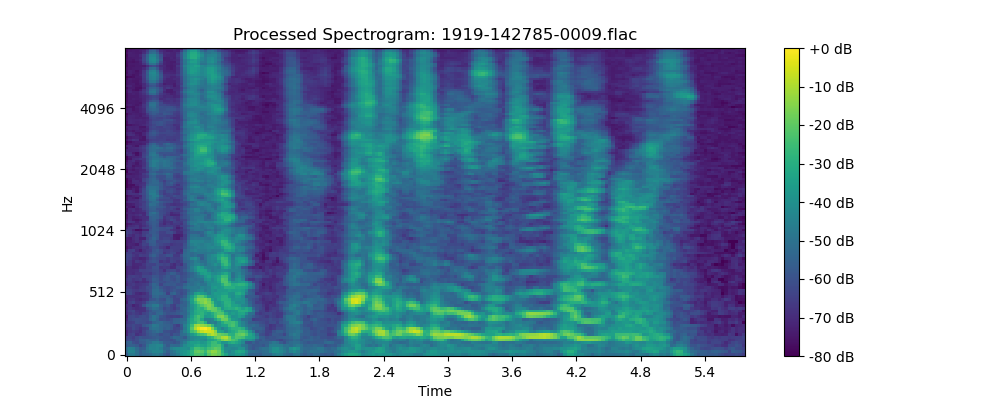 Processed Spectrogram: 1919-142785-0009.flac
+0 dB
-10 dB
4096
-20 dB
-30 dB
2048
Hz
-40 dB
1024
-50 dB
-60 dB
512
-70 dB
0
-80 dB
0 0.6 1.2 1.8 2.4 3 3.6 4.2 4.8 5.4
Time